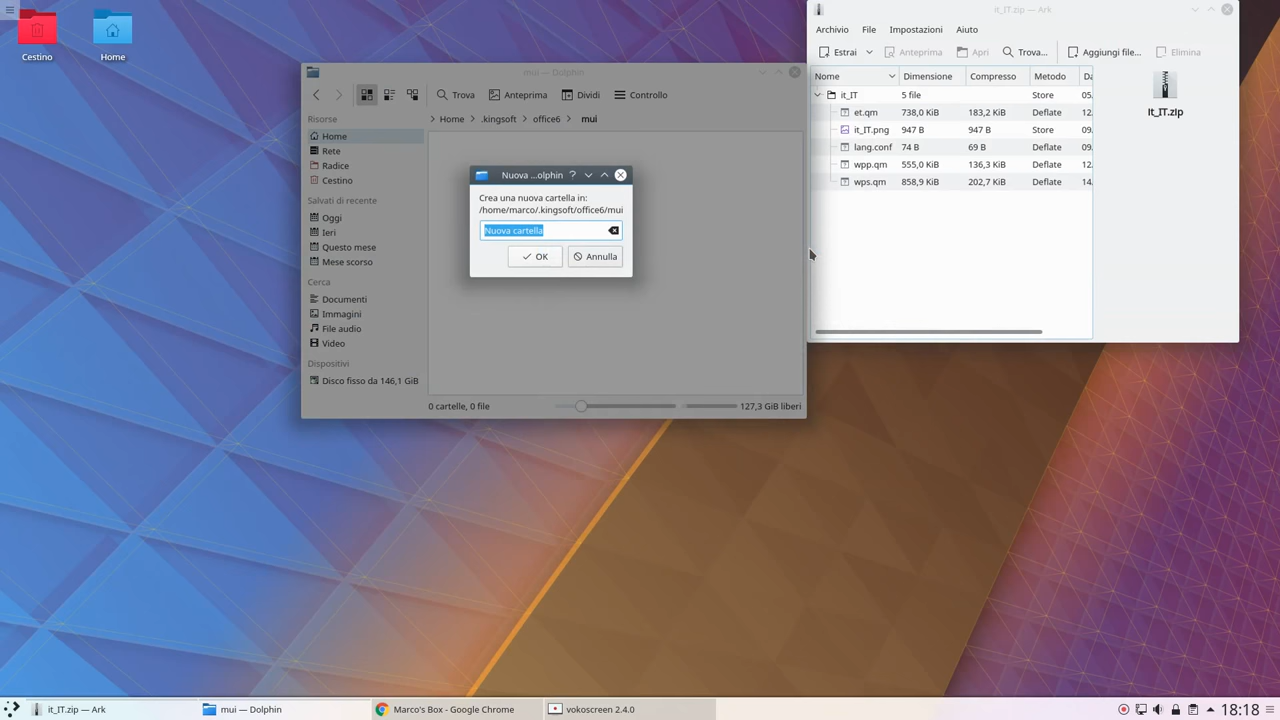 Cestino
Home
mui — Dolphin
Trova
Anteprima
Dividi
Controllo
Risorse
Home
Rete
Radice
Cestino
Salvati di recente
Oggi
Ieri
Questo mese
Mese scorso
Cerca
Documenti
Immagini
File audio
Video
Dispositivi
Disco fisso da 146,1 GiB
Home
.kingsoft
office6
mui
0 cartelle, 0 file
127,3 GiB liberi
Nuova ...olphin
Crea una nuova cartella in:
/home/marco/.kingsoft/office6/mui
Nuova cartella
OK
Annulla
it_IT.zip — Ark
Archivio File Impostazioni Aiuto
Estrai Anteprima Apri Trova... Aggiungi file... Elimina
Nome Dimensione Compresso Metodo Da
it_IT 5 file Store 05.
et.qm 738,0 KiB 183,2 KiB Deflate 12.
it_IT.png 947 B 947 B Store 09.
lang.conf 74 B 69 B Deflate 09.
wpp.qm 555,0 KiB 136,3 KiB Deflate 12.
wps.qm 858,9 KiB 202,7 KiB Deflate 14.
it_IT.zip
it_IT.zip — Ark
mui — Dolphin
Marco's Box - Google Chrome
vokoscreen 2.4.0
18:18